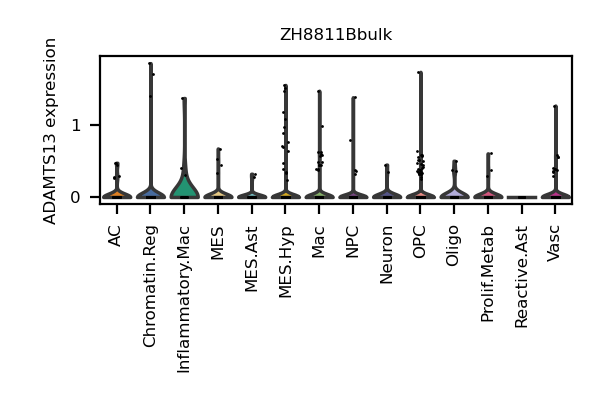 ZH8811Bbulk
ADAMTS13 expression
1
0
AC
Chromatin.Reg
Inflammatory.Mac
MES
MES.Ast
MES.Hyp
Mac
NPC
Neuron
OPC
Oligo
Prolif.Metab
Reactive.Ast
Vasc